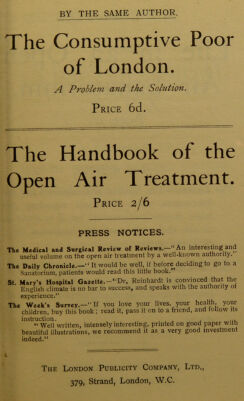 BY THE SAME AUTHOR.
The Consumptive Poor
of London.
A Problem and the Solution.
PRICE 6d.
The Handbook of the
Open Air Treatment.
PRICE 2/6
PRESS NOTICES.
The Medical and Surgical Review of Reviews.—"An interesting and
useful volume on the open air treatment by a well-known authority."
The Daily Chronicle.—"It would be well, if before deciding to go to a
Sanatorium, patients would read this little book."
St. Mary's Hospital Gazette.—"Dr. Reinhardt is convinced that the
English climate is no bar to success, and speaks with the authority of
experience."
The Week's Survey.—"If you love your lives, your health, your
children, buy this book; read it, pass it on to a friend, and follow its
instruction.
"Well written, intensely interesting, printed on good paper with
beautiful illustrations, we recommend it as a very good investment
indeed."
THE LONDON PUBLICITY COMPANY, LTD.,
379, Strand, London, W.C.